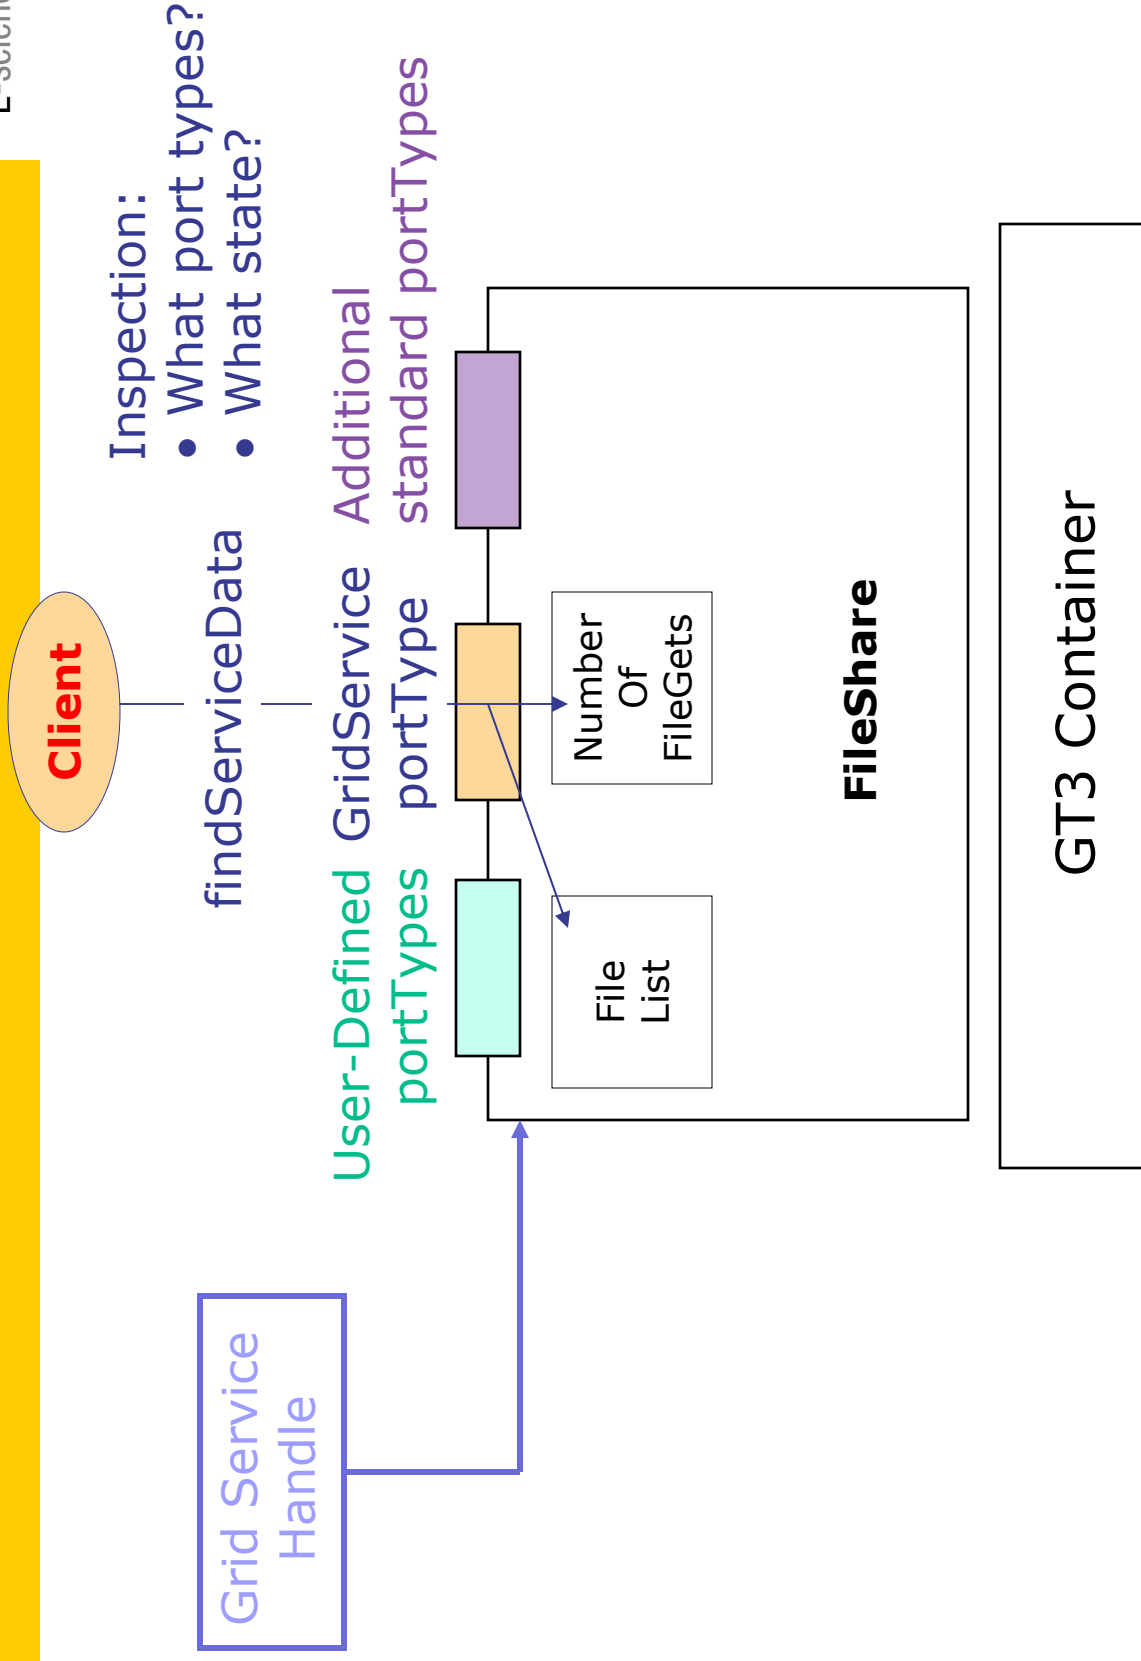 Client
Inspection:
• What port types?
• What state?
findServiceData
User-Defined
portTypes
GridService
portType
Additional
standard portTypes
Grid Service
Handle
File
List
Number
Of
FileGets
FileShare
GT3 Container